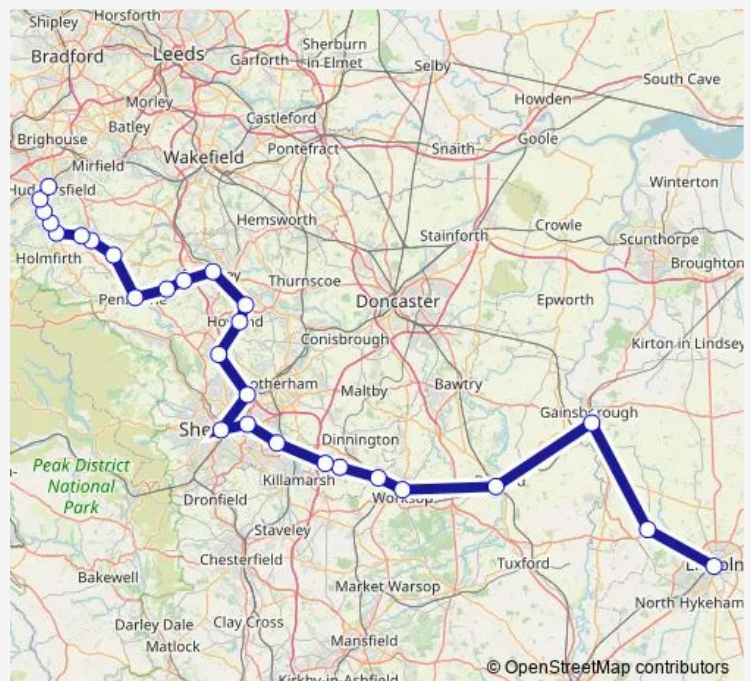 Horsforth
Shipley
Sherburn
in Elmet
Bradford
Leeds
Garforth
Selby
South Cave
Morley
Howden
Batley
Castleford
Brighouse
Goole
Wakefield
Pontefract
Snaith
Mirfield
Winterton
Hemsworth
Crowle
Stainforth
Scunthorpe
Holmfirth
Broughton
Thurnscoe
Doncaster
Epworth
Conisbrough
Kirton in Lindsey
Maltby
Bawtry
Gainsborough
Dinnington
Peak District
National
Park
Killamarsh
Worksop
Dronfield
Staveley
Chesterfield
Tuxford
Bakewell
Market Warsop
North Hykeham
Darley Dale
Clay Cross
Matlock
Mansfield
Kirkby-in-Ashfield
© OpenStreetMap contributors